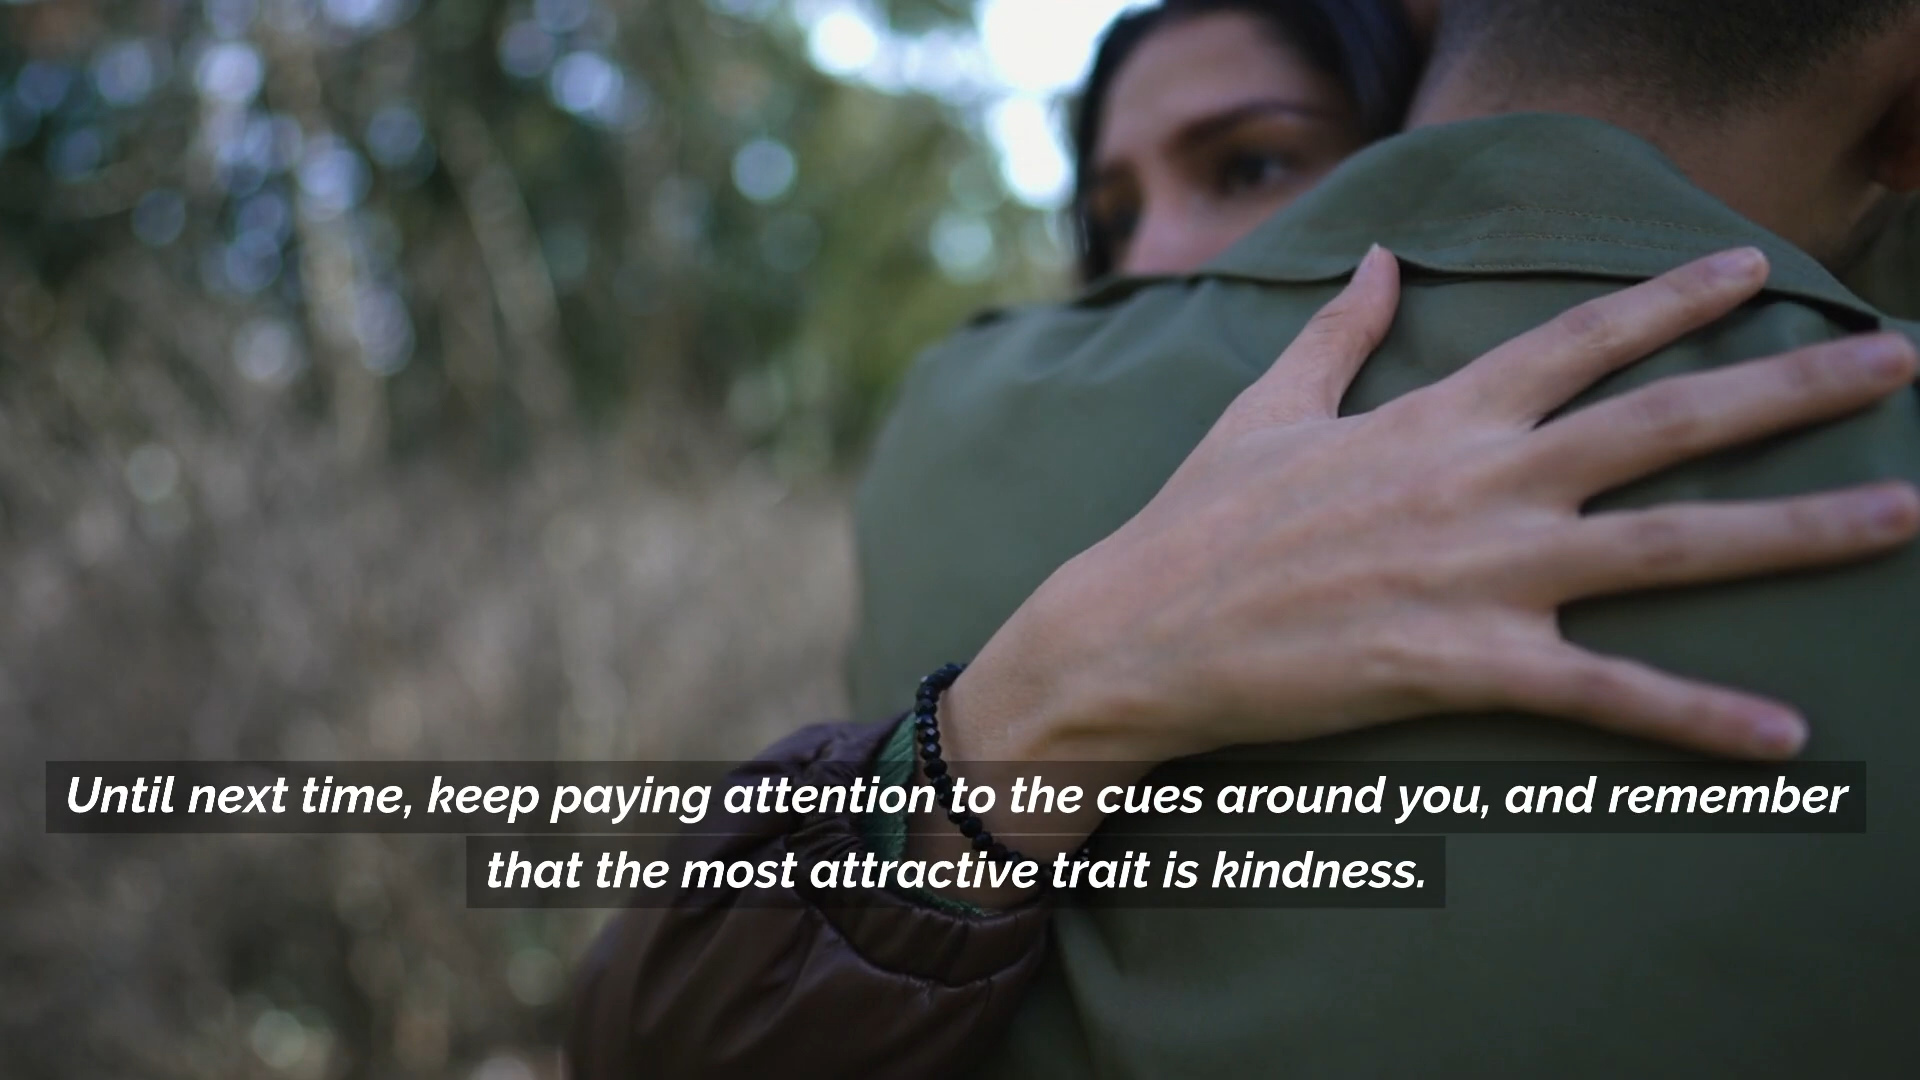 Until next time, keep paying attention to the cues around you, and remember
that the most attractive trait is kindness.